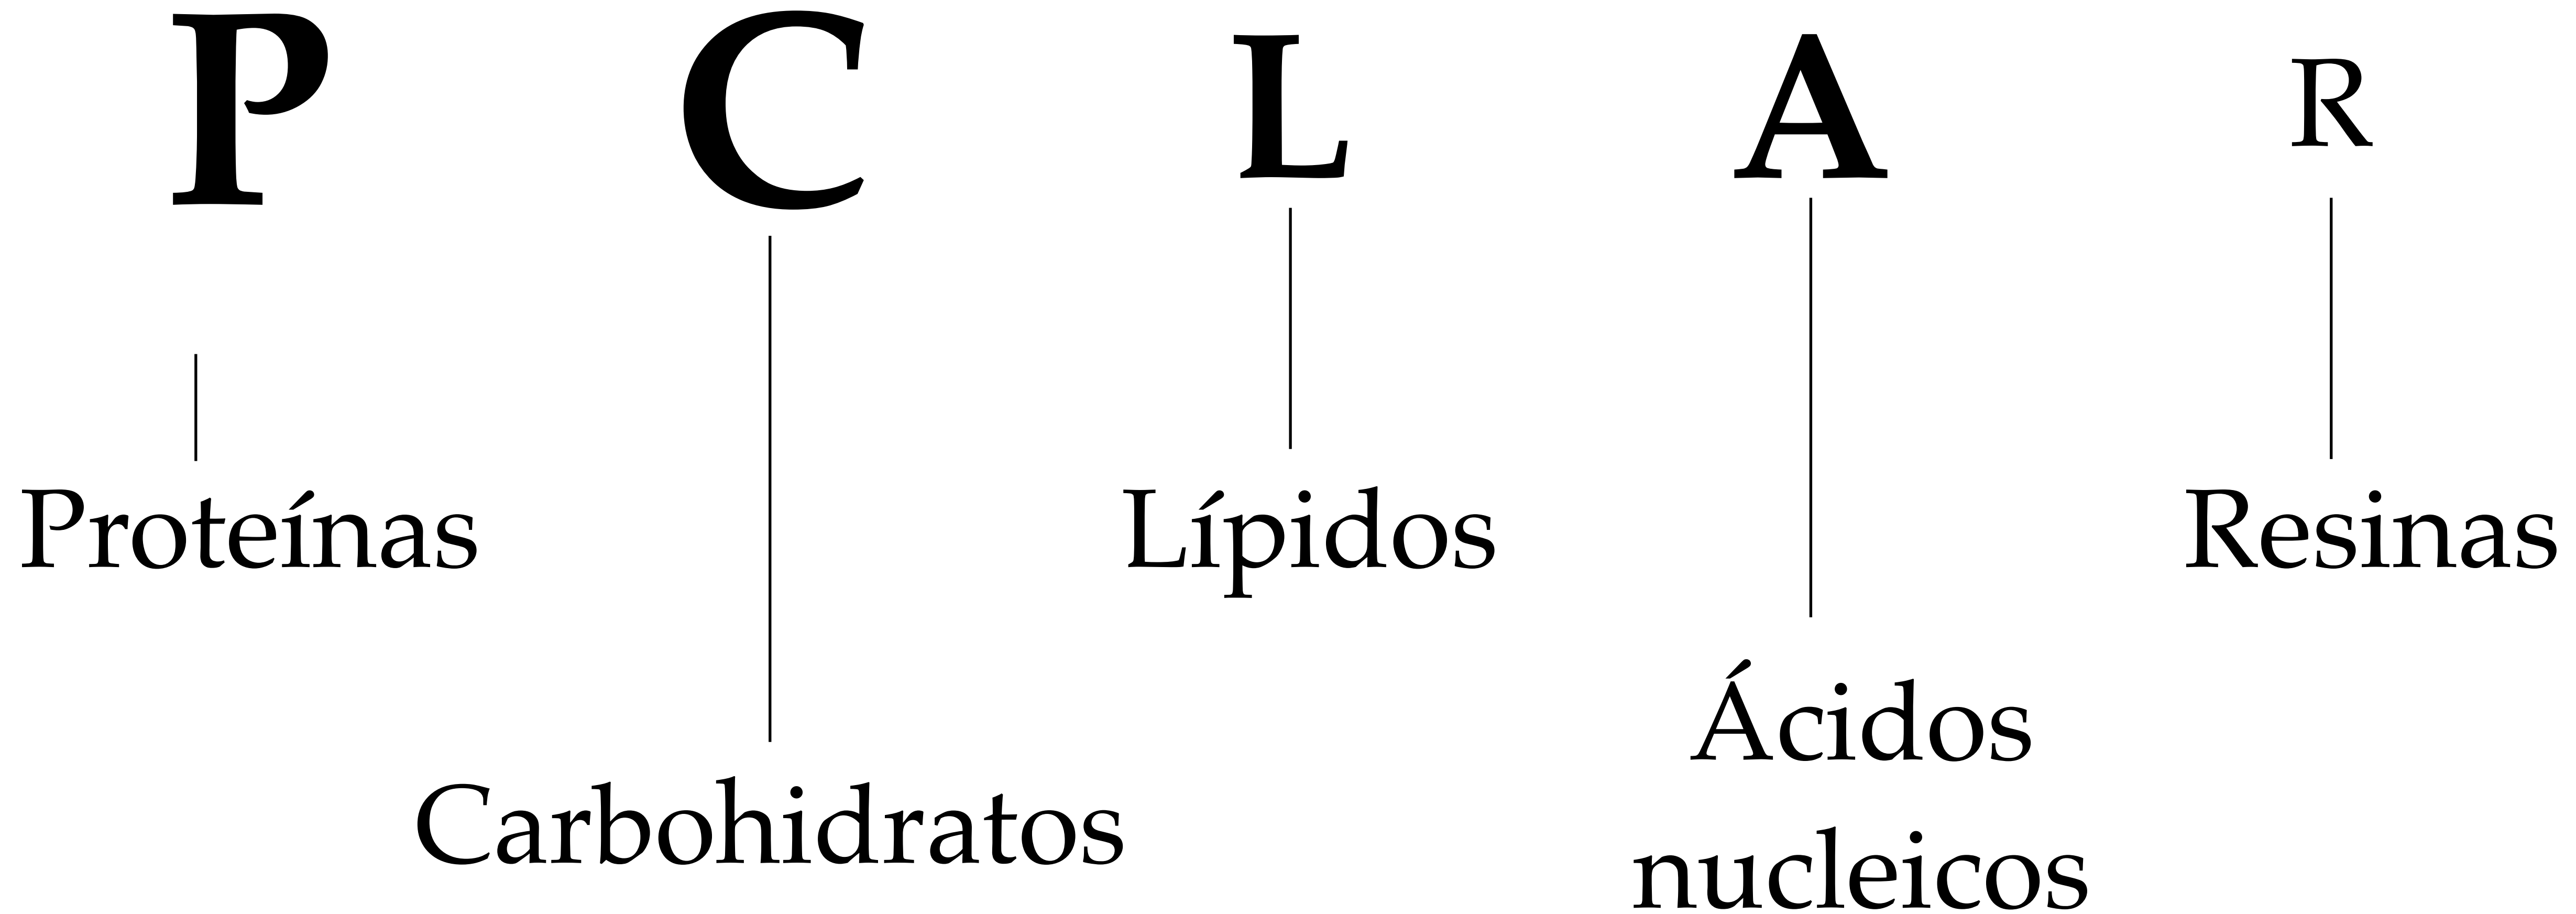 P C L A R
Proteínas Lípidos Resinas
Ácidos
Carbohidratos nucleicos